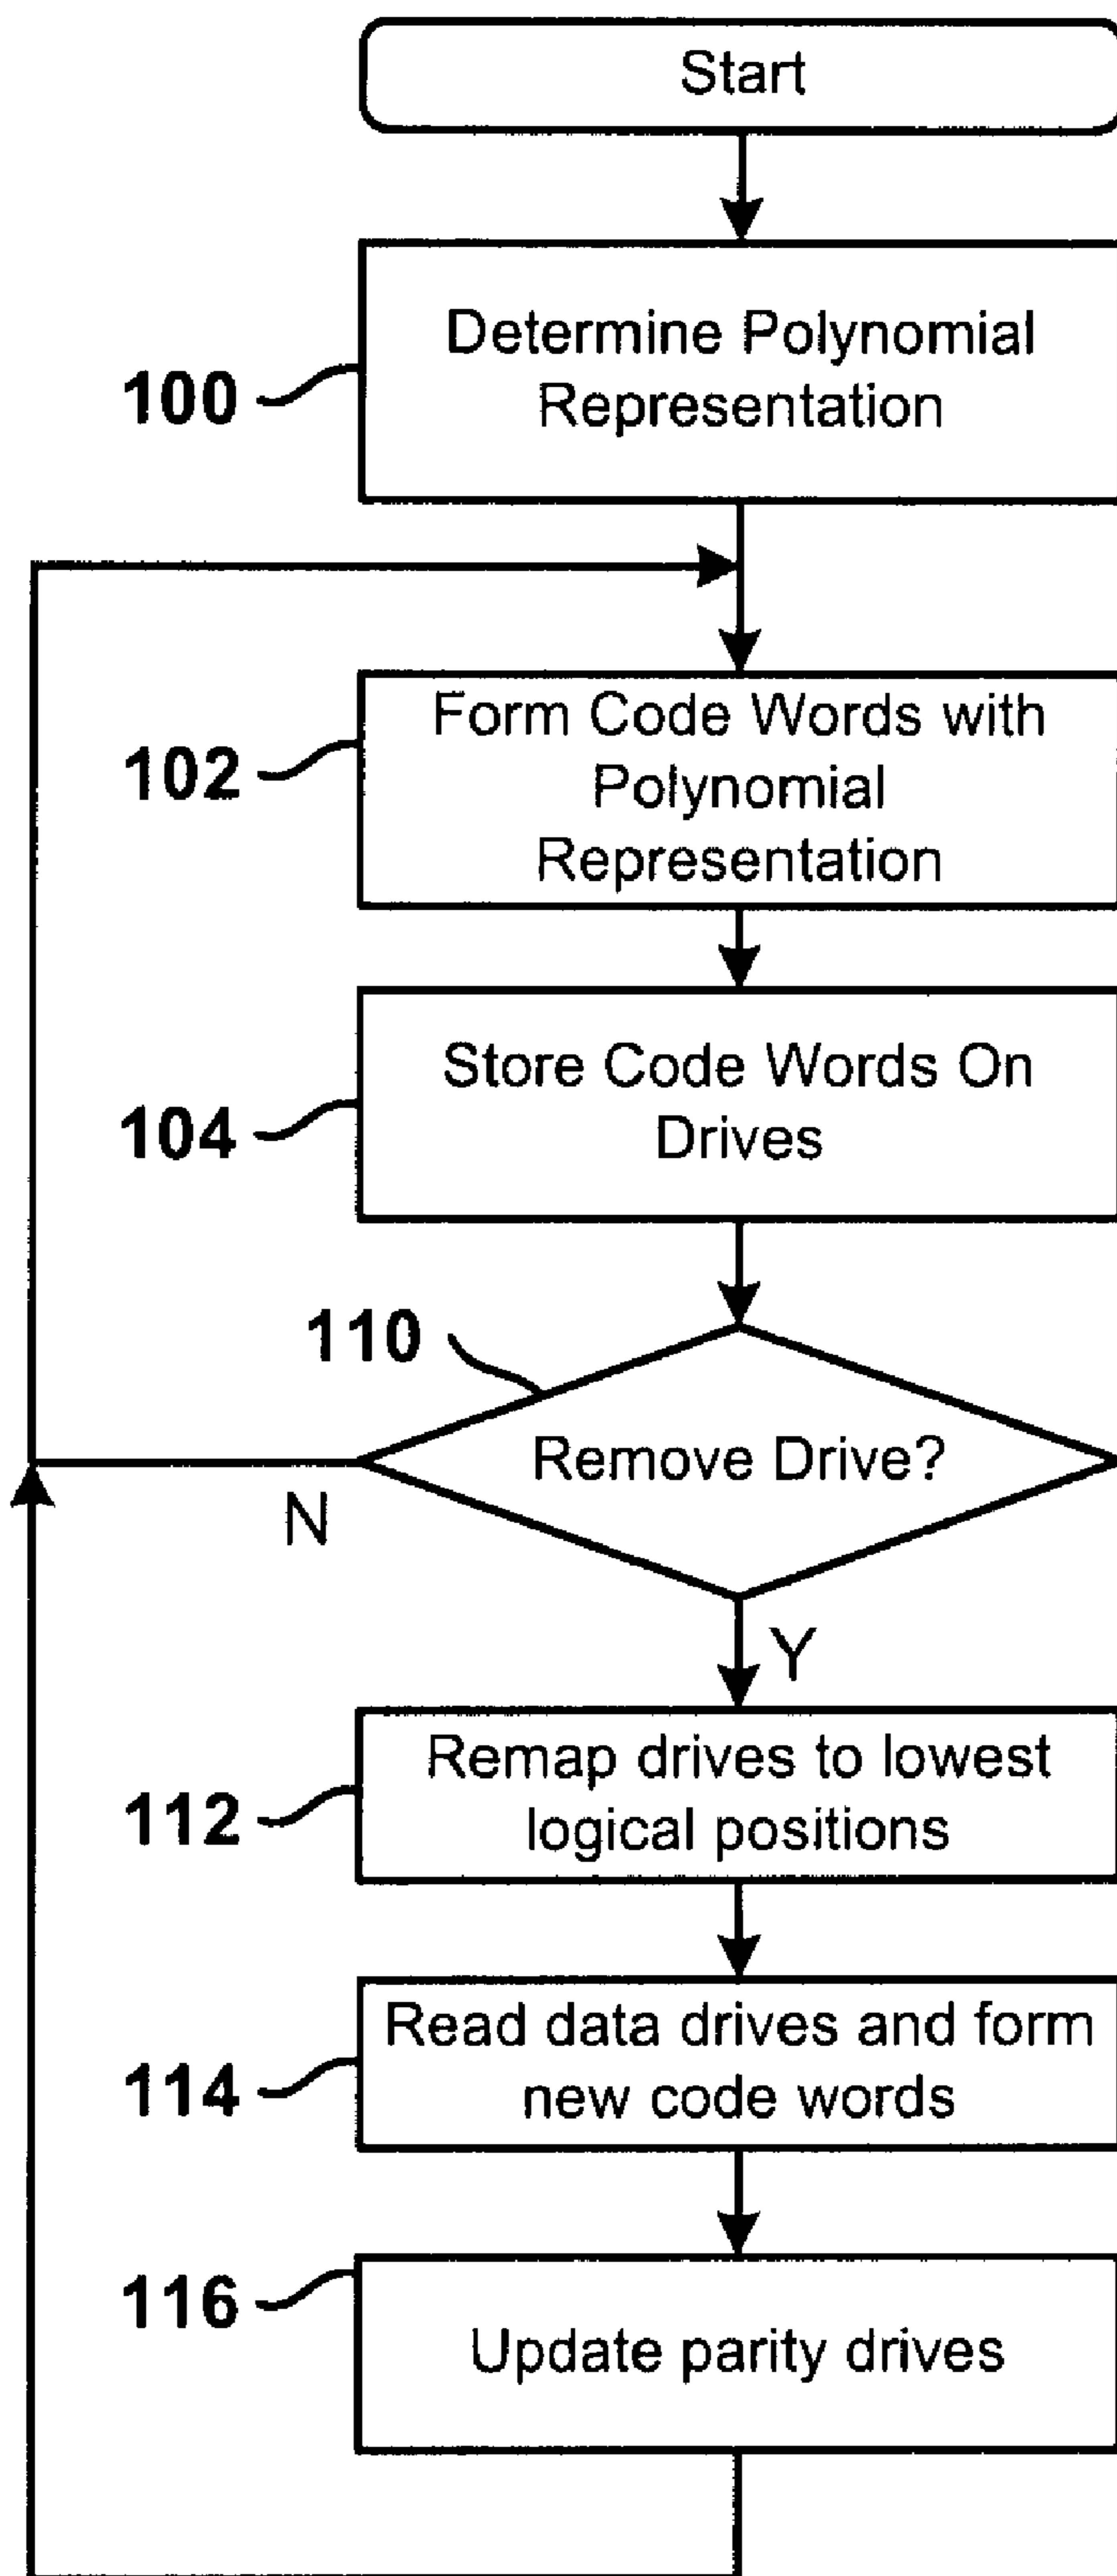 Start
Determine Polynomial
Representation
100
Form Code Words with
Polynomial
Representation
102
Store Code Words On
Drives
104
110
Remove Drive?
N
Y
Remap drives to lowest
logical positions
112
Read data drives and form
new code words
114
Update parity drives
116